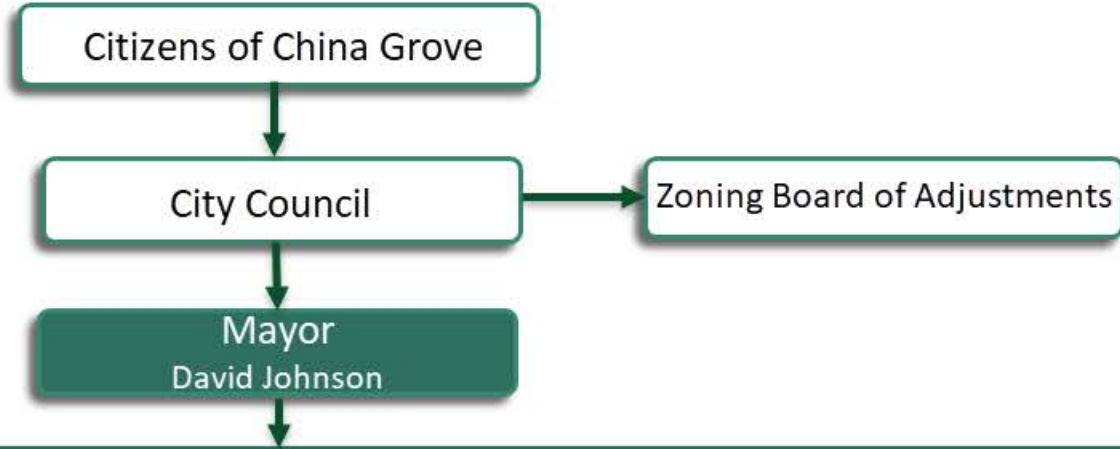 Citizens of China Grove
City Council
Zoning Board of Adjustments
Mayor
David Johnson